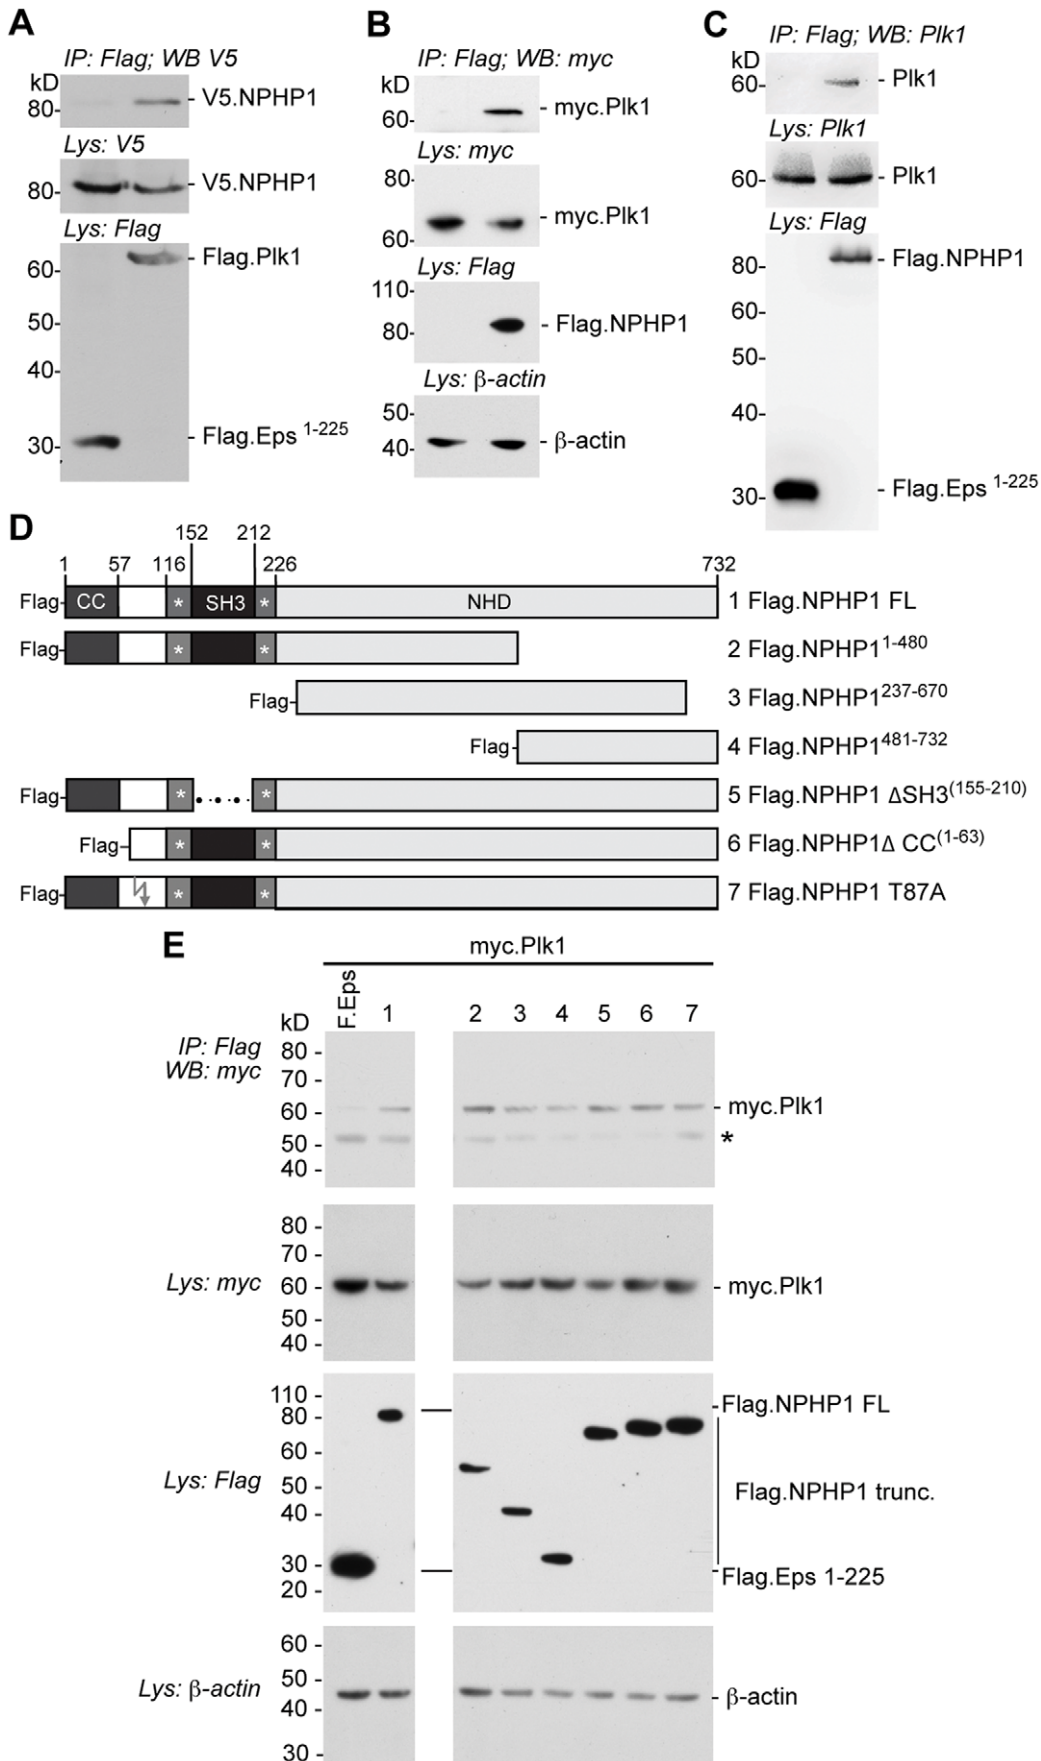 A
IP: Flag; WB V5
kD
80-
- V5.NPHP1
Lys: V5
80-
- V5.NPHP1
Lys: Flag
60-
- Flag.Plk1
50-
40-
30-
- Flag.Eps 1-225
B
IP: Flag; WB: myc
kD
60-
- myc.Plk1
Lys: myc
80-
- myc.Plk1
60-
Lys: Flag
110-
80-
- Flag.NPHP1
Lys: β-actin
50-
40-
- β-actin
C
IP: Flag; WB: Plk1
kD
60-
- Plk1
Lys: Plk1
60-
- Plk1
Lys: Flag
80-
- Flag.NPHP1
60-
50-
40-
30-
- Flag.Eps 1-225
D
152 212
1 57 116 226 732
Flag- CC * SH3 * NHD 1 Flag.NPHP1 FL
Flag- * * 2 Flag.NPHP1 1-480
Flag- 3 Flag.NPHP1 237-670
Flag- 4 Flag.NPHP1 481-732
Flag- * * 5 Flag.NPHP1 ΔSH3 (155-210)
Flag- * * 6 Flag.NPHP1Δ CC (1-63)
Flag- * * 7 Flag.NPHP1 T87A
E
myc.Plk1
F.Eps 1 2 3 4 5 6 7
kD
IP: Flag
WB: myc
80 -
70 -
60 -
- myc.Plk1
50 -
*
40 -
80 -
70 -
Lys: myc
60 -
- myc.Plk1
50 -
40 -
110 -
80 -
Flag.NPHP1 FL
60 -
Lys: Flag
50 -
Flag.NPHP1 trunc.
40 -
30 -
Flag.Eps 1-225
20 -
60 -
50 -
Lys: β-actin
40 -
- β-actin
30 -